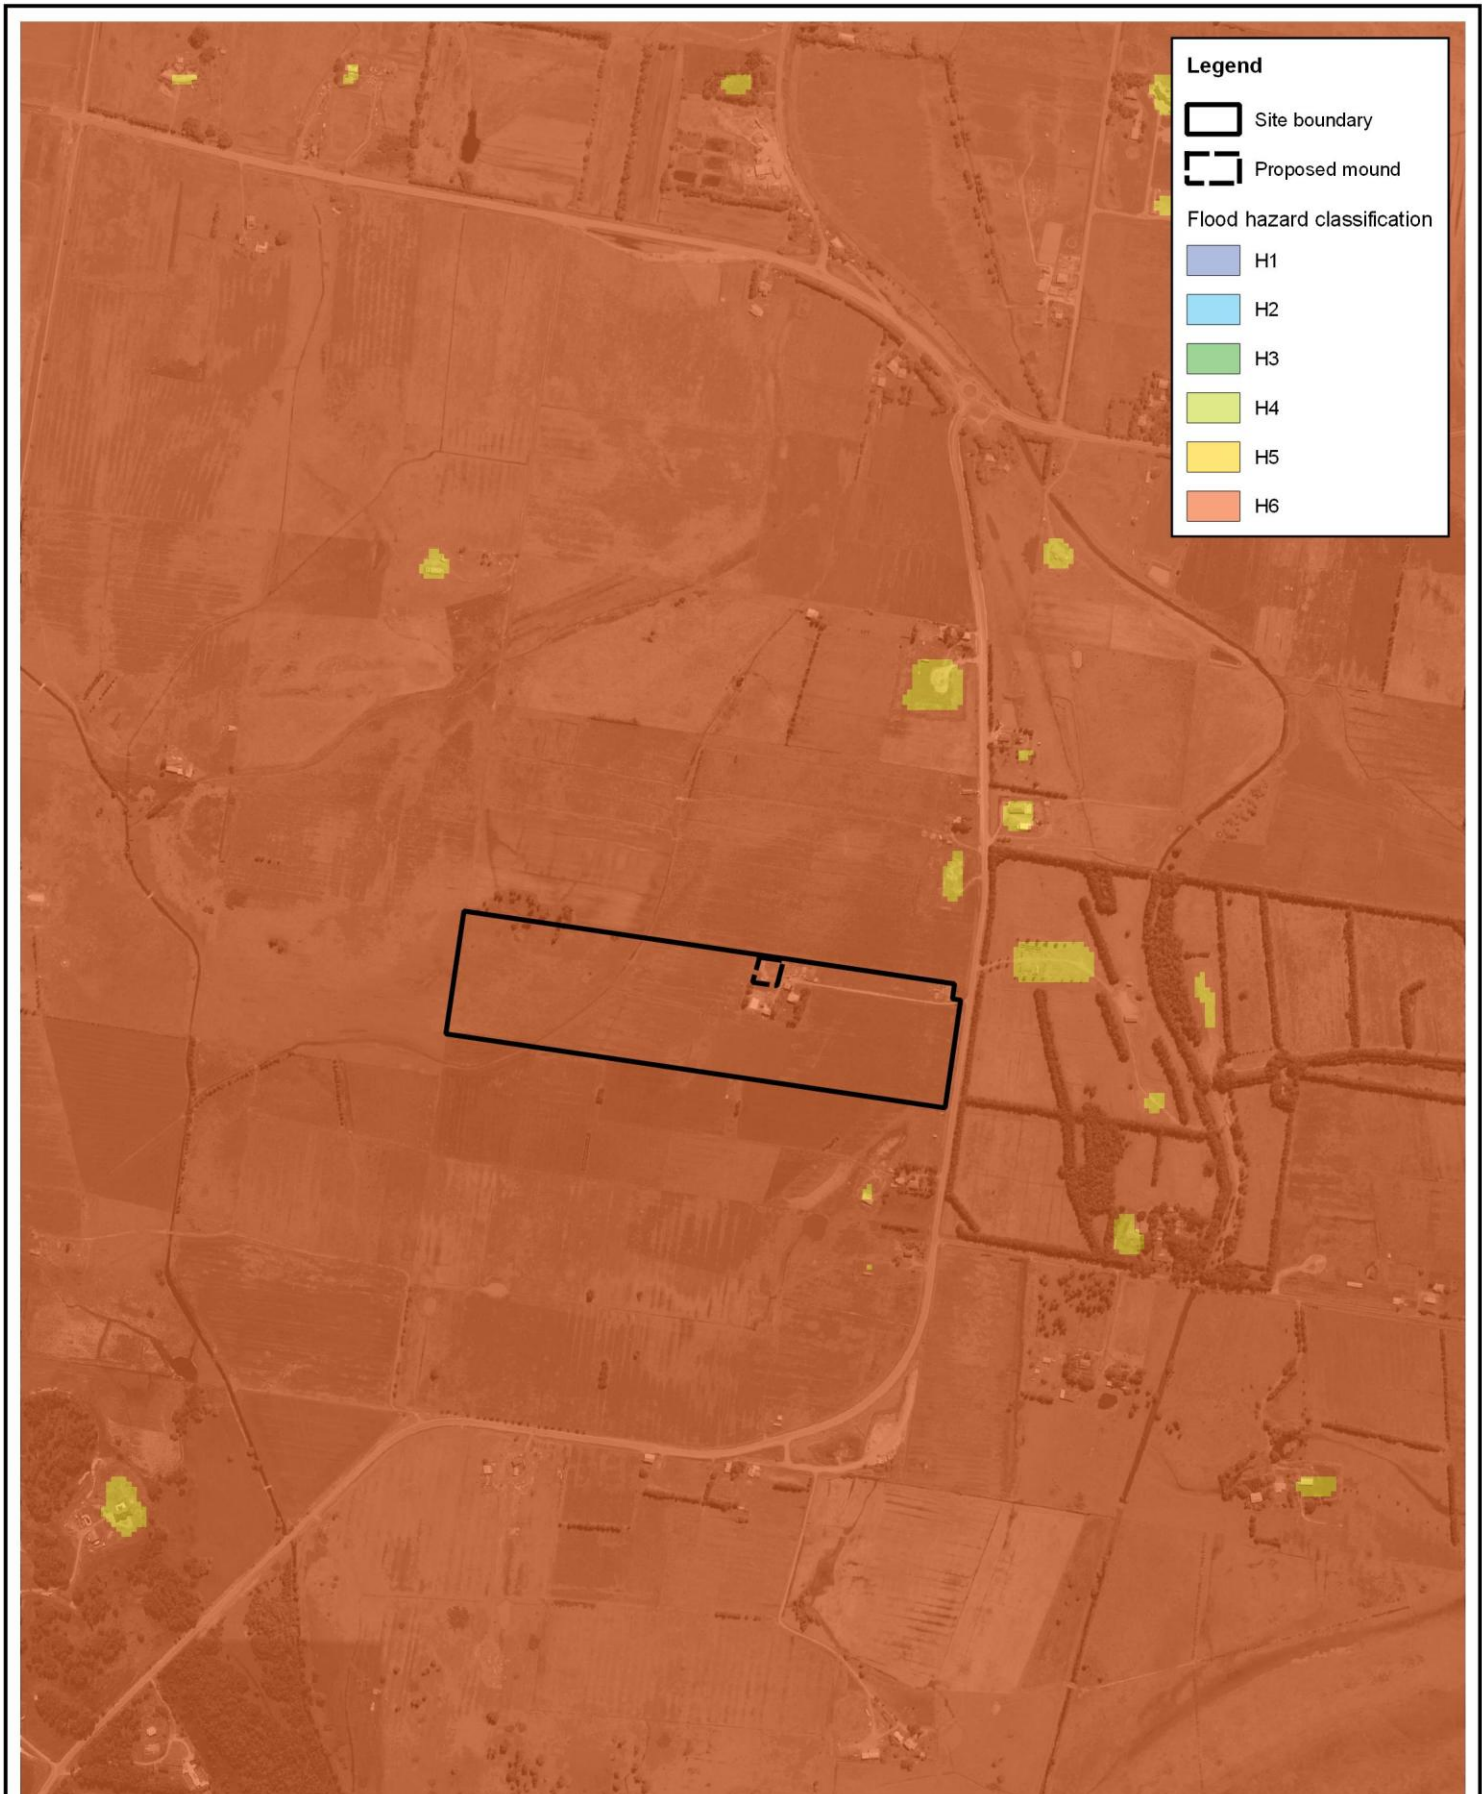 Legend
Site boundary
Proposed mound
Flood hazard classification
H1
H2
H3
H4
H5
H6